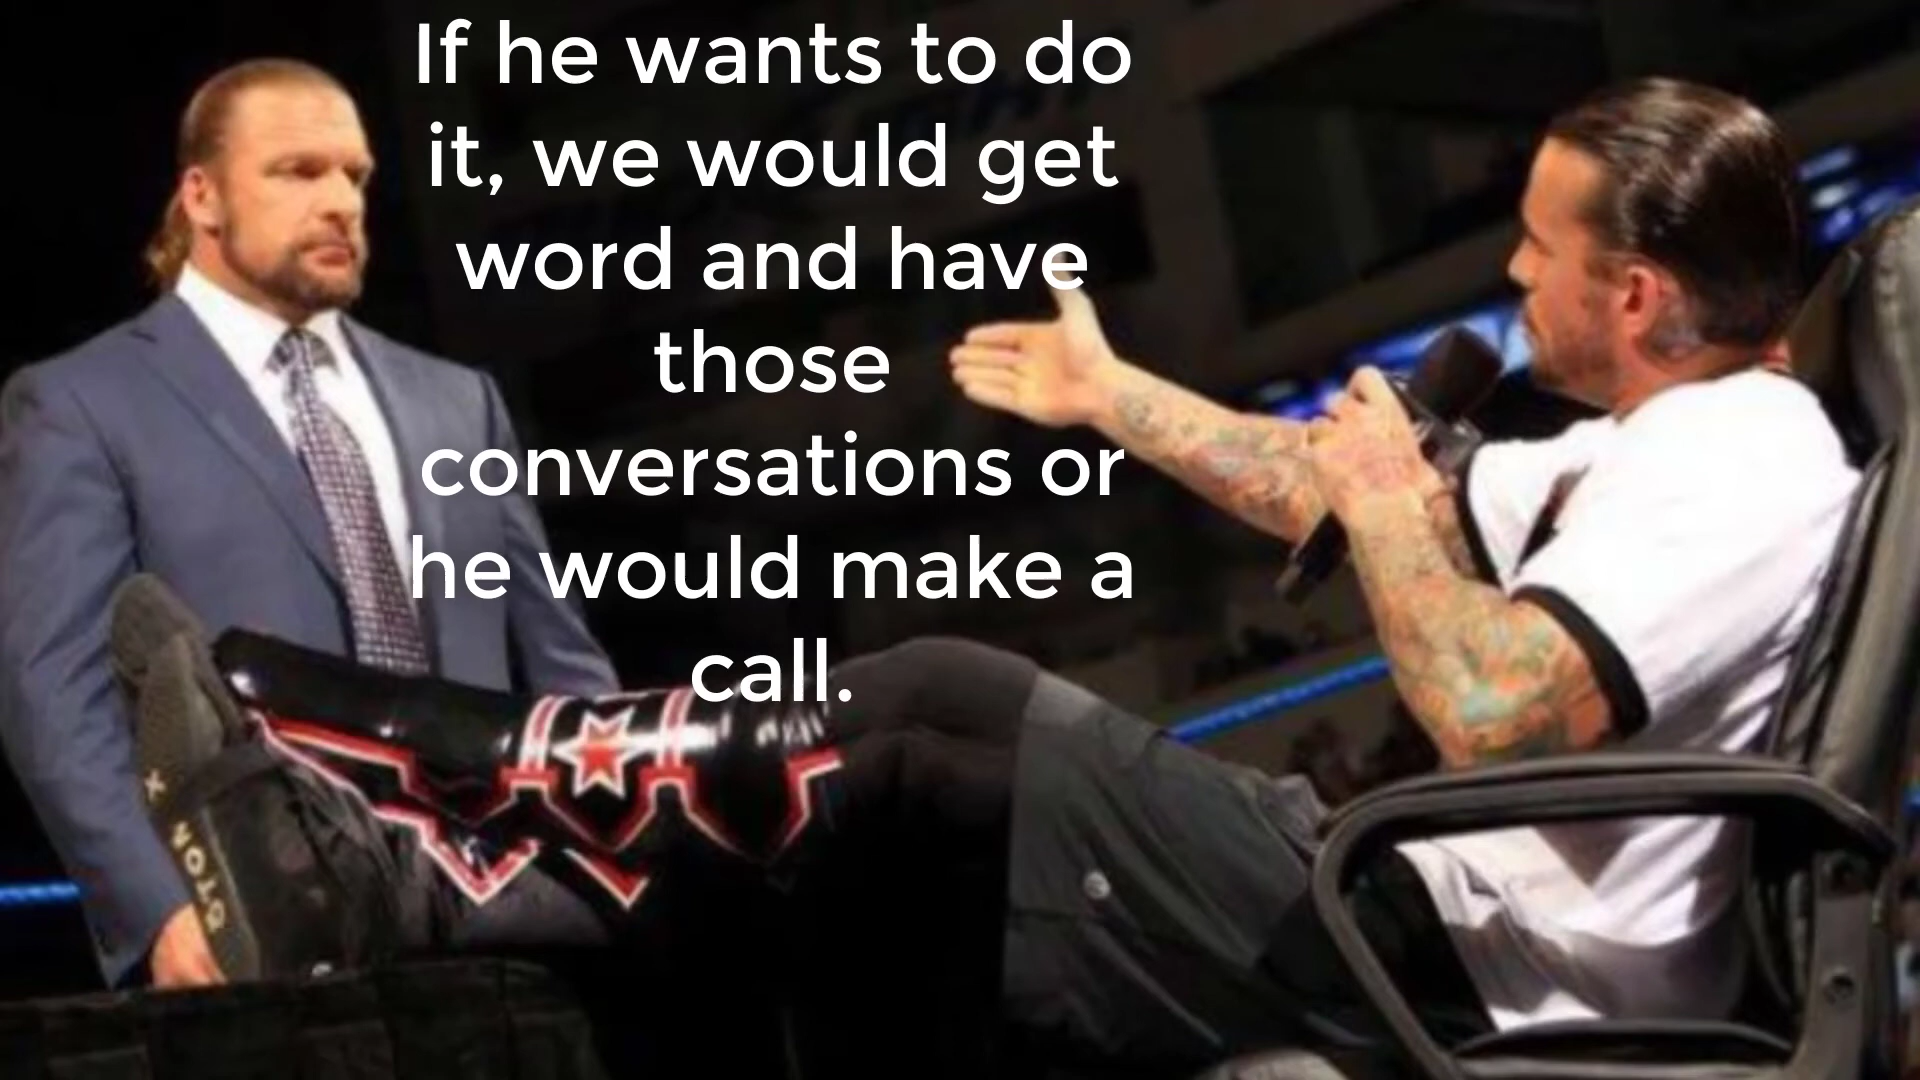 If he wants to do
it, we would get
word and have
those
conversations or
he would make a
call.